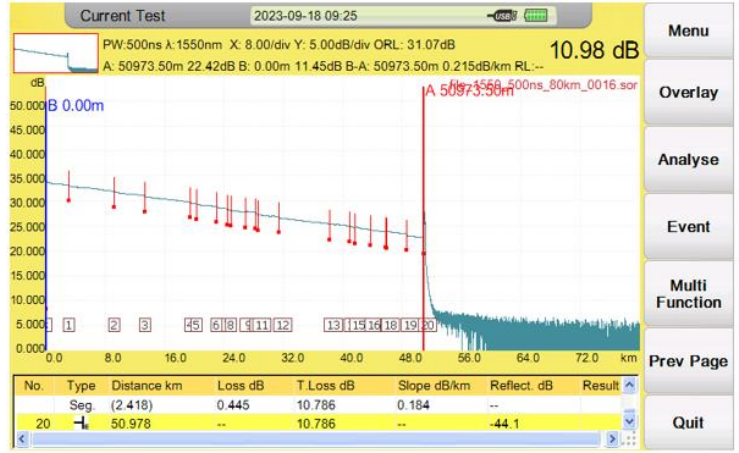 Current Test
2023-09-18 09:25
USB
PW:500ns λ:1550nm X: 8.00/div Y: 5.00dB/div ORL: 31.07dB
10.98 dB
A: 50973.50m 22.42dB B: 0.00m 11.45dB B-A: 50973.50m 0.215dB/km RL:--
dB
A 50973.50m
1550_500ns_80km_0016.sor
B 0.00m
50.000
45.000
40.000
35.000
30.000
25.000
20.000
15.000
10.000
5.000
0.000
1 2 3 5 6 8 11 12 13 15 16 18 19 20
0.0 8.0 16.0 24.0 32.0 40.0 48.0 56.0 64.0 72.0 km
No. Type Distance km Loss dB T.Loss dB Slope dB/km Reflect. dB Result
Seg. (2.418) 0.445 10.786 0.184 --
20 50.978 -- 10.786 -- -44.1
Menu
Overlay
Analyse
Event
Multi
Function
Prev Page
Quit